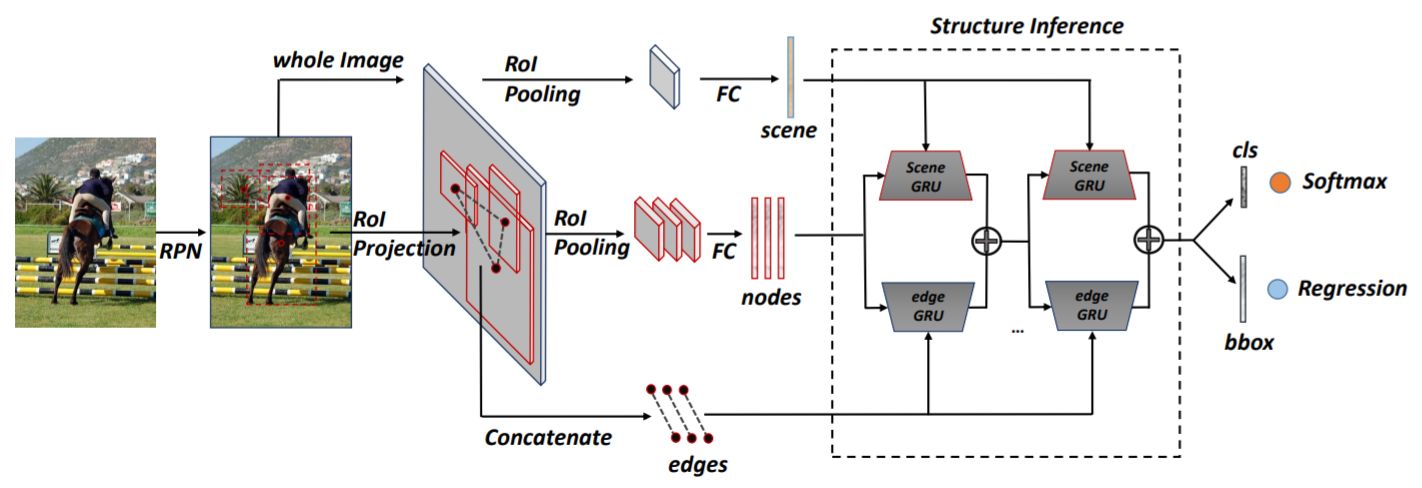 Structure Inference
whole Image
RoI
Pooling
FC
scene
Scene
GRU
Scene
GRU
cls
Softmax
RPN
RoI
Projection
RoI
Pooling
FC
nodes
edge
GRU
...
edge
GRU
Regression
bbox
Concatenate
edges